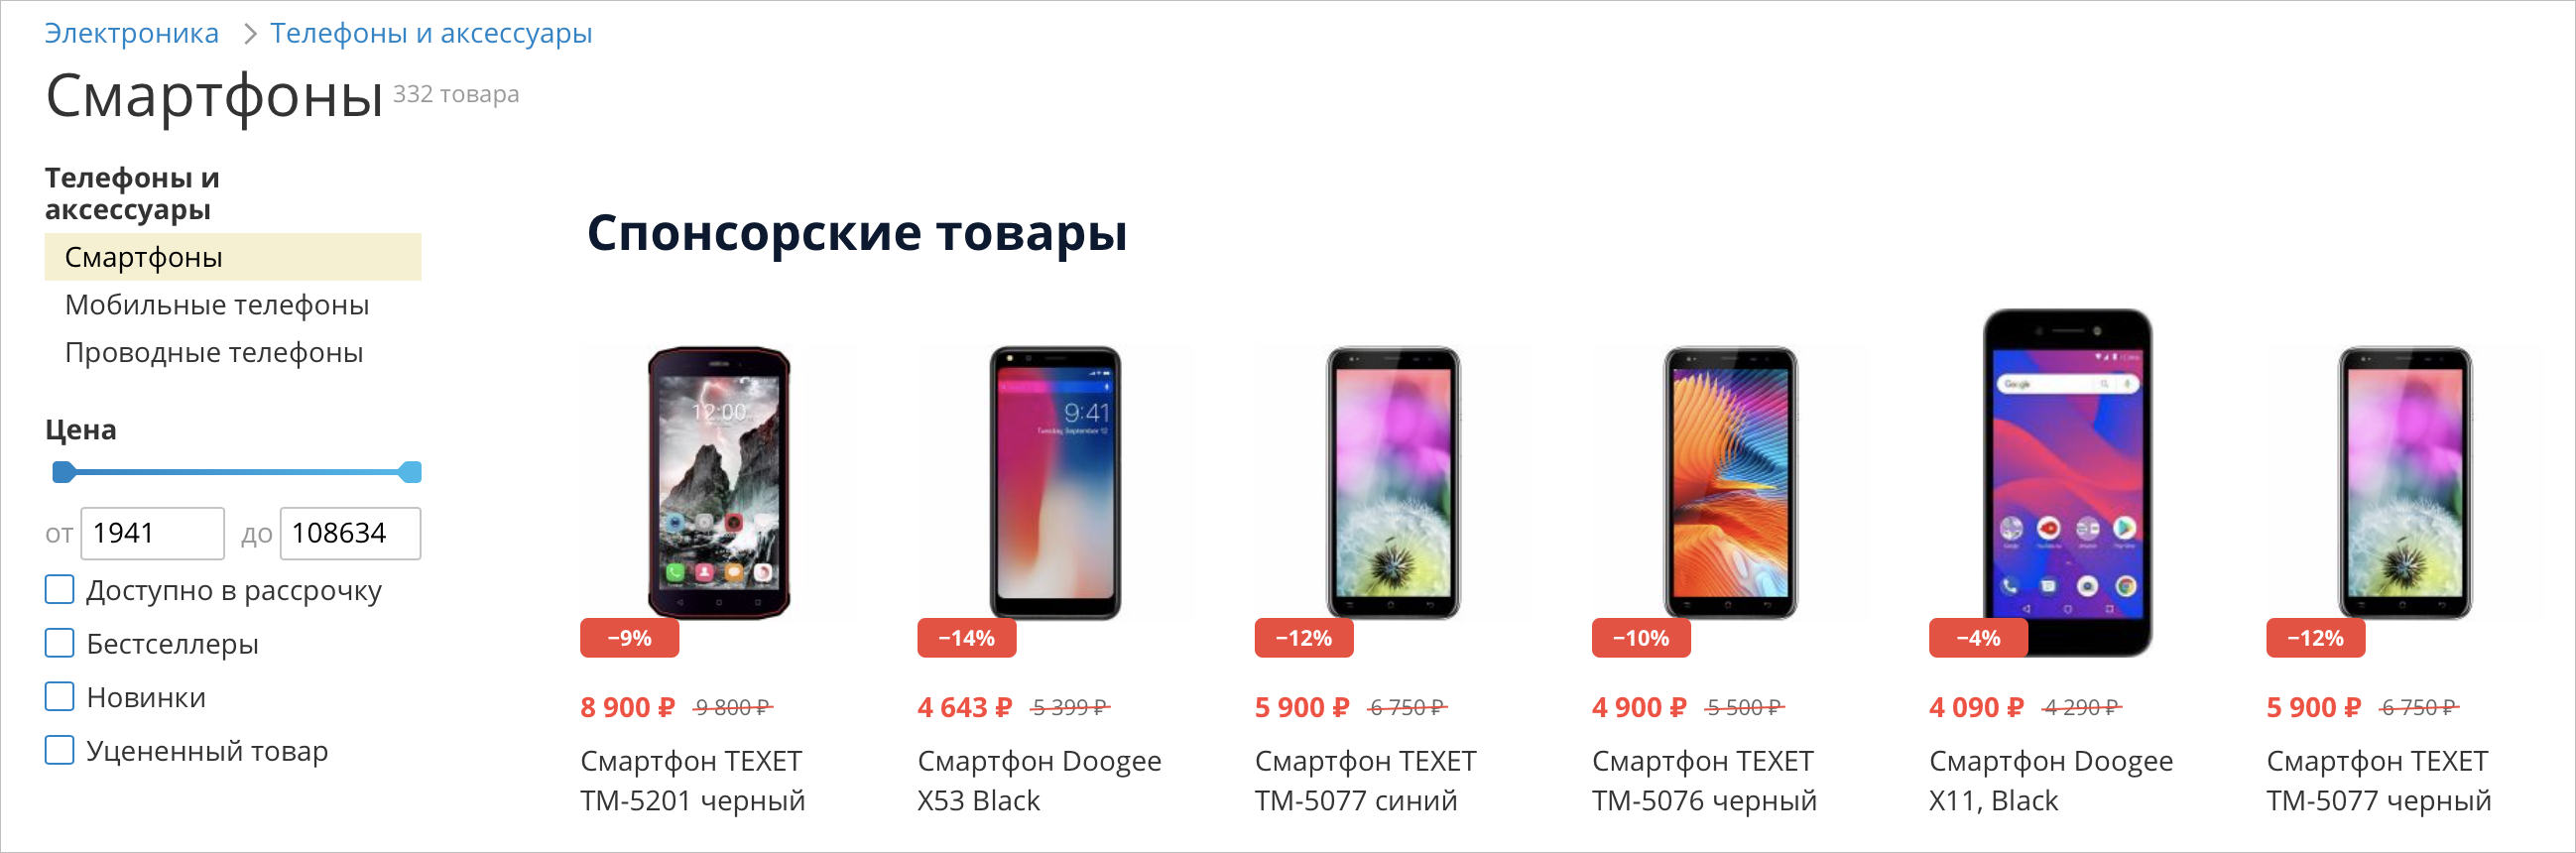 Электроника > Телефоны и аксессуары
Смартфоны 332 товара
Телефоны и
аксессуары
Смартфоны
Мобильные телефоны
Проводные телефоны
Цена
от 1941 до 108634
Доступно в рассрочку
Бестселлеры
Новинки
Уцененный товар
Спонсорские товары
12:00
−9%
8 900 ₽ 9 800 ₽
Смартфон TEXET
TM-5201 черный
9:41
Tuesday, September 12
−14%
4 643 ₽ 5 399 ₽
Смартфон Doogee
X53 Black
−12%
5 900 ₽ 6 750 ₽
Смартфон TEXET
TM-5077 синий
−10%
4 900 ₽ 5 500 ₽
Смартфон TEXET
TM-5076 черный
Google
−4%
4 090 ₽ 4 290 ₽
Смартфон Doogee
X11, Black
−12%
5 900 ₽ 6 750 ₽
Смартфон TEXET
TM-5077 черный